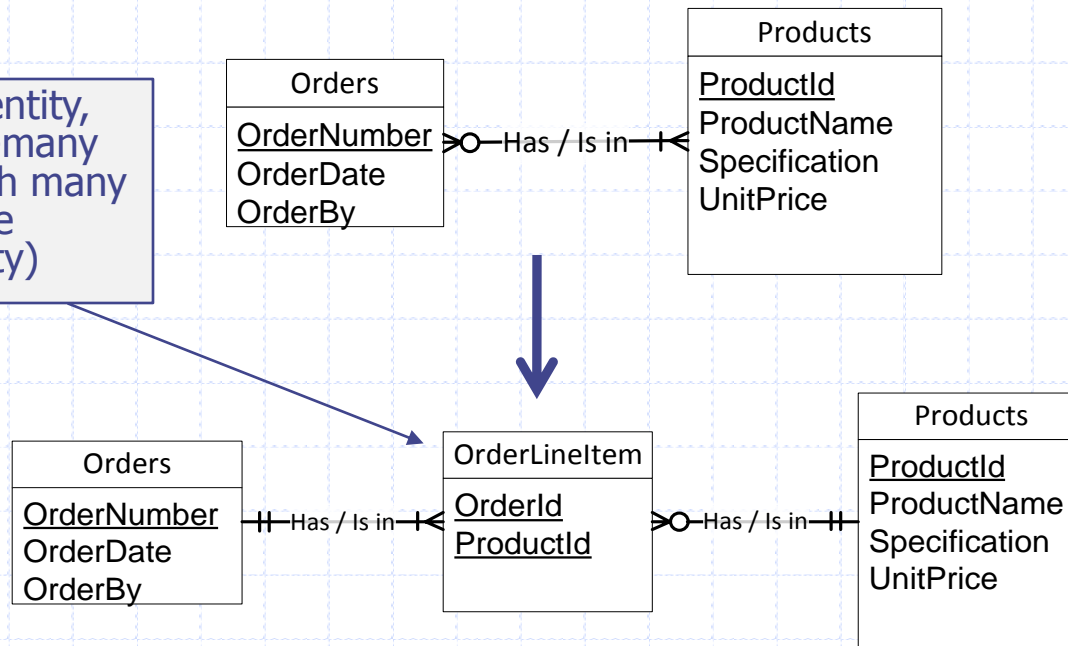 Products
ProductId
ProductName
Specification
UnitPrice
Orders
OrderNumber
OrderDate
OrderBy
Has / Is in
entity,
many
h many
e
ty)
Orders
OrderNumber
OrderDate
OrderBy
Has / Is in
OrderLineItem
OrderId
ProductId
Has / Is in
Products
ProductId
ProductName
Specification
UnitPrice